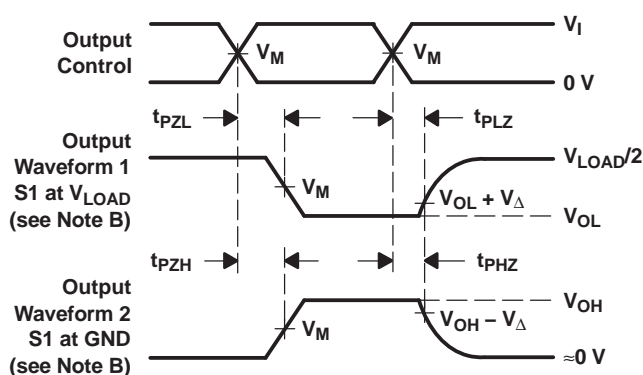 Output
Control
V_M
V_M
V_I
0 V
t_PZL
t_PLZ
Output
Waveform 1
S1 at V_LOAD
(see Note B)
V_M
V_LOAD/2
V_OL + V_Δ
V_OL
t_PZH
t_PHZ
Output
Waveform 2
S1 at GND
(see Note B)
V_M
V_OH
V_OH – V_Δ
≈0 V